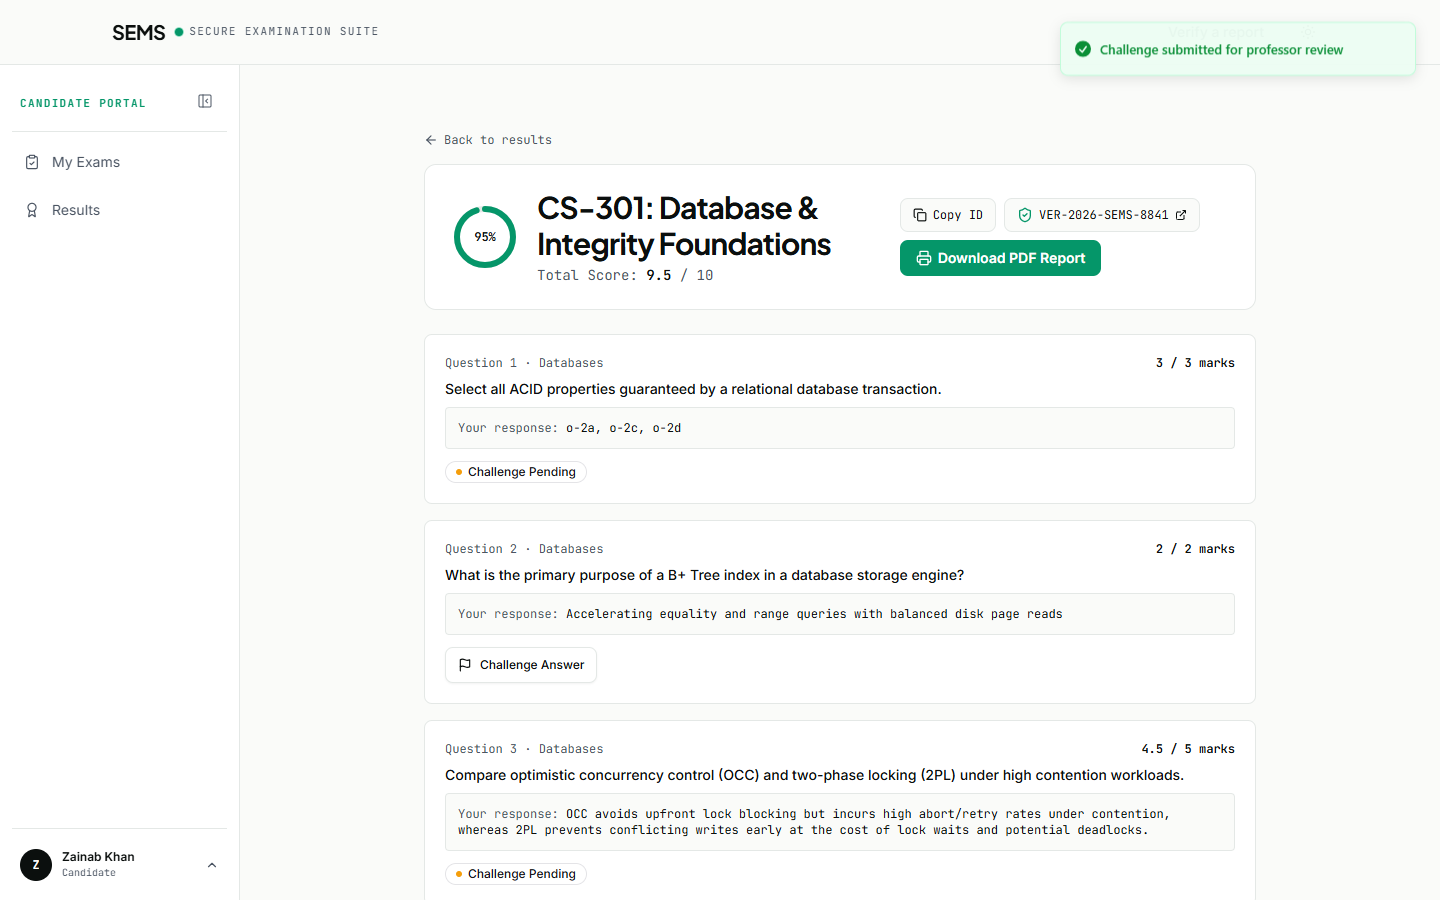 SEMS
SECURE EXAMINATION SUITE
Challenge submitted for professor review
CANDIDATE PORTAL
My Exams
Results
Back to results
95%
CS-301: Database &
Integrity Foundations
Total Score: 9.5 / 10
Copy ID
VER-2026-SEMS-8841
Download PDF Report
Question 1 · Databases
3 / 3 marks
Select all ACID properties guaranteed by a relational database transaction.
Your response: o-2a, o-2c, o-2d
Challenge Pending
Question 2 · Databases
2 / 2 marks
What is the primary purpose of a B+ Tree index in a database storage engine?
Your response: Accelerating equality and range queries with balanced disk page reads
Challenge Answer
Question 3 · Databases
4.5 / 5 marks
Compare optimistic concurrency control (OCC) and two-phase locking (2PL) under high contention workloads.
Your response: OCC avoids upfront lock blocking but incurs high abort/retry rates under contention,
whereas 2PL prevents conflicting writes early at the cost of lock waits and potential deadlocks.
Challenge Pending
Z
Zainab Khan
Candidate